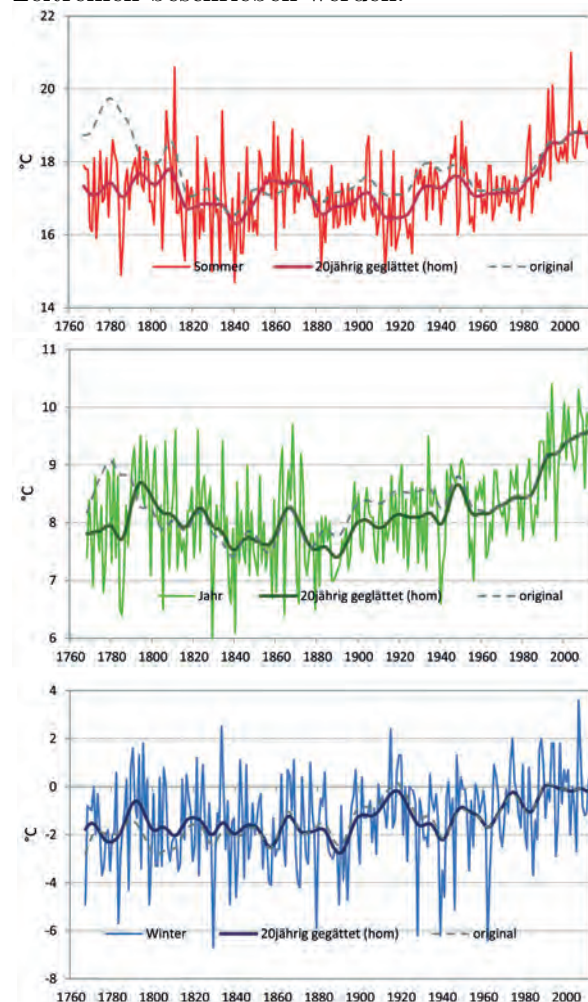 Zeitreihen beschrieben werden.
22
20
18
16
14
°C
Sommer 20jährig geglättet (hom) original
1760 1780 1800 1820 1840 1860 1880 1900 1920 1940 1960 1980 2000
11
10
9
8
7
6
°C
Jahr 20jährig geglättet (hom) original
1760 1780 1800 1820 1840 1860 1880 1900 1920 1940 1960 1980 2000
4
2
0
-2
-4
-6
-8
°C
Winter 20jährig gegättet (hom) original
1760 1780 1800 1820 1840 1860 1880 1900 1920 1940 1960 1980 2000